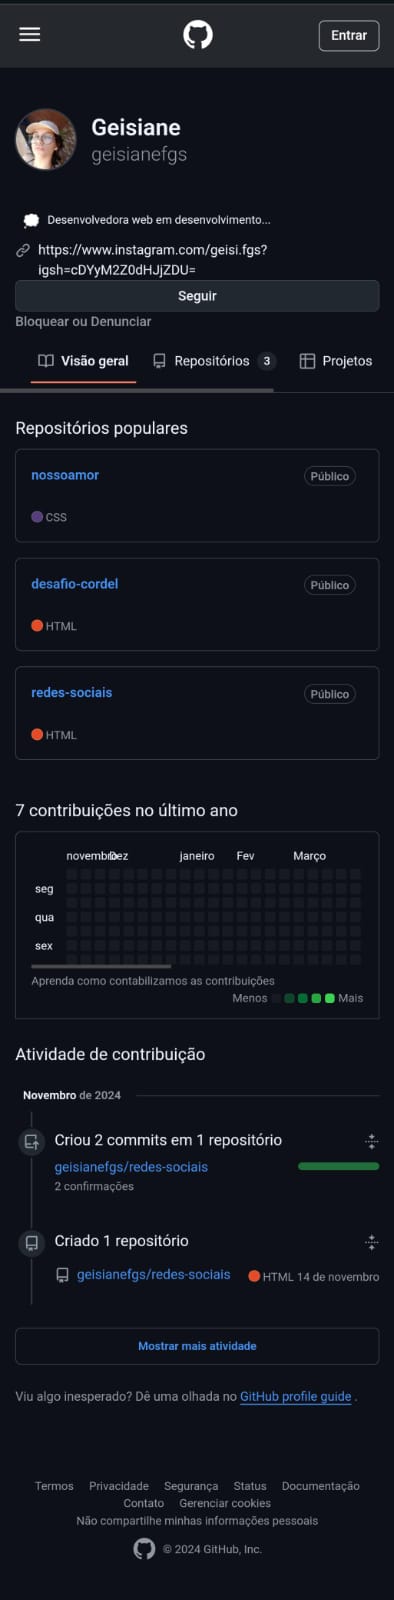 Entrar
Geisiane
geisianefgs
Desenvolvedora web em desenvolvimento...
https://www.instagram.com/geisi.fgs?
igsh=cDYyM2Z0dHJjZDU=
Seguir
Bloquear ou Denunciar
Visão geral Repositórios 3 Projetos
Repositórios populares
nossoamor Público
CSS
desafio-cordel Público
HTML
redes-sociais Público
HTML
7 contribuições no último ano
novembro Dez janeiro Fev Março
seg
qua
sex
Aprenda como contabilizamos as contribuições
Menos Mais
Atividade de contribuição
Novembro de 2024
Criou 2 commits em 1 repositório
geisianefgs/redes-sociais
2 confirmações
Criado 1 repositório
geisianefgs/redes-sociais HTML 14 de novembro
Mostrar mais atividade
Viu algo inesperado? Dê uma olhada no GitHub profile guide .
Termos Privacidade Segurança Status Documentação
Contato Gerenciar cookies
Não compartilhe minhas informações pessoais
© 2024 GitHub, Inc.